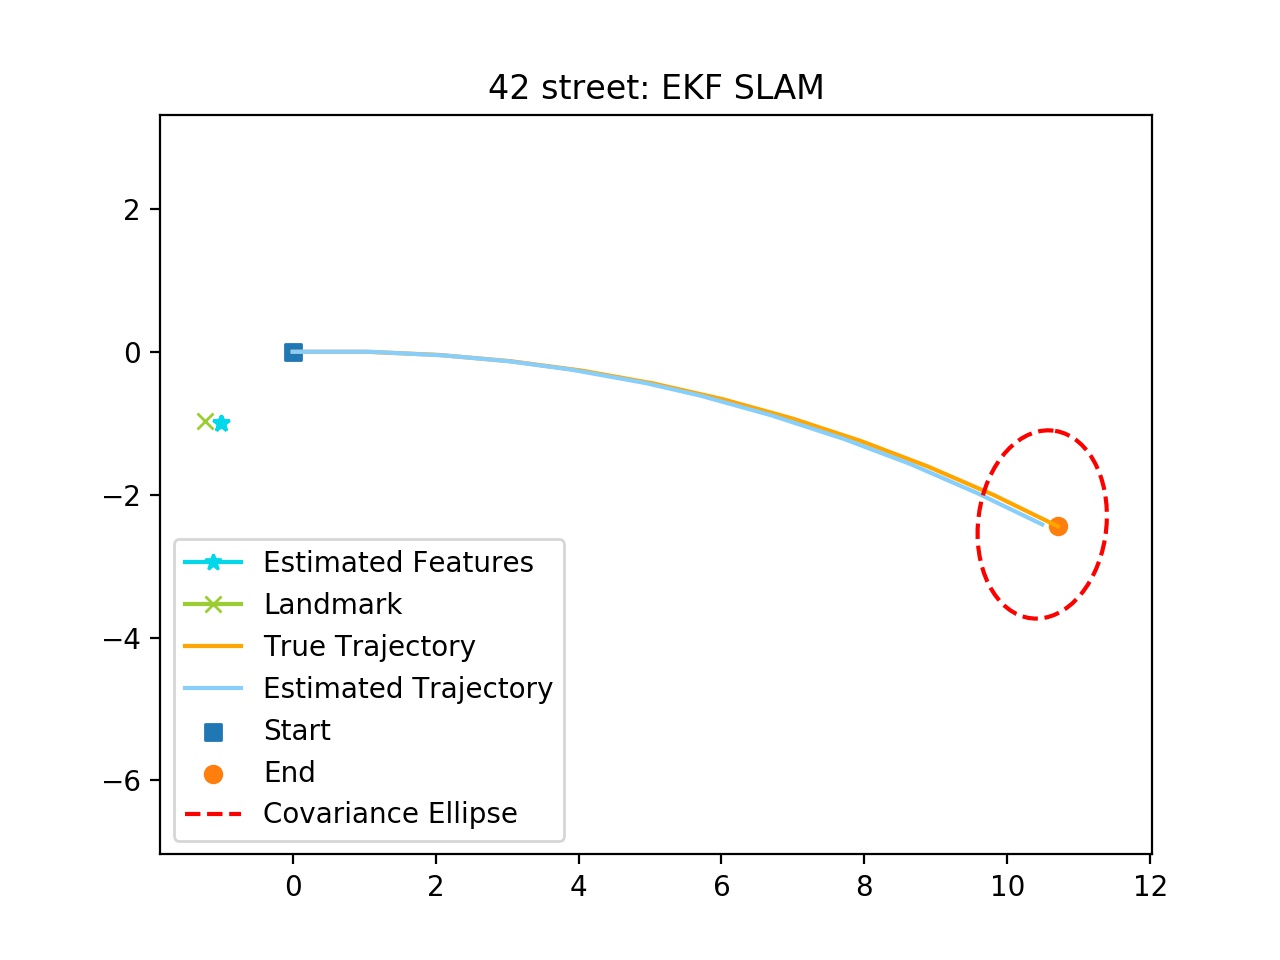 42 street: EKF SLAM
2
0
−2
−4
−6
Estimated Features
Landmark
True Trajectory
Estimated Trajectory
Start
End
Covariance Ellipse
0 2 4 6 8 10 12